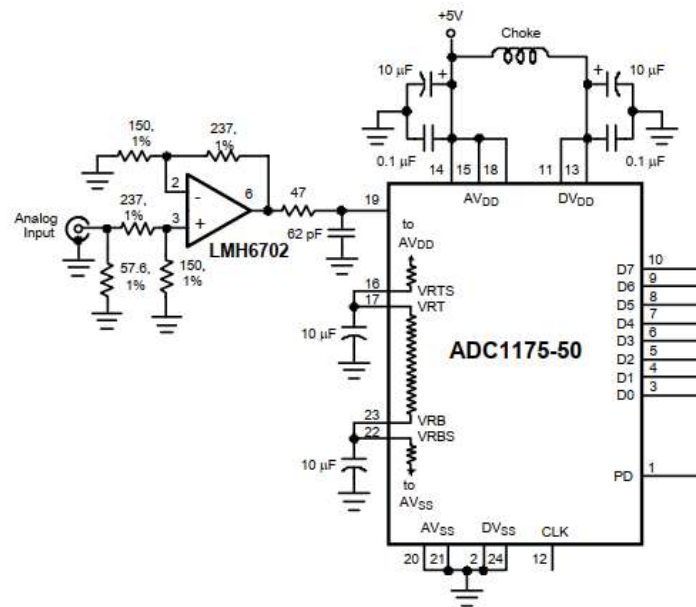 +5V
Choke
10 μF +
+ 10 μF
0.1 μF
0.1 μF
14 15 18
11 13
AVDD
DVDD
150,
1%
237,
1%
2
-
6
47
19
237,
1%
3
+
LMH6702
62 pF
Analog
Input
57.6,
1%
150,
1%
to
AVDD
16
VRTS
17
VRT
10 μF
ADC1175-50
D7 10
D6 9
D5 8
D4 7
D3 6
D2 5
D1 4
D0 3
23
VRB
22
VRBS
10 μF
to
AVSS
PD 1
AVSS
DVSS
CLK
20 21 2 24 12